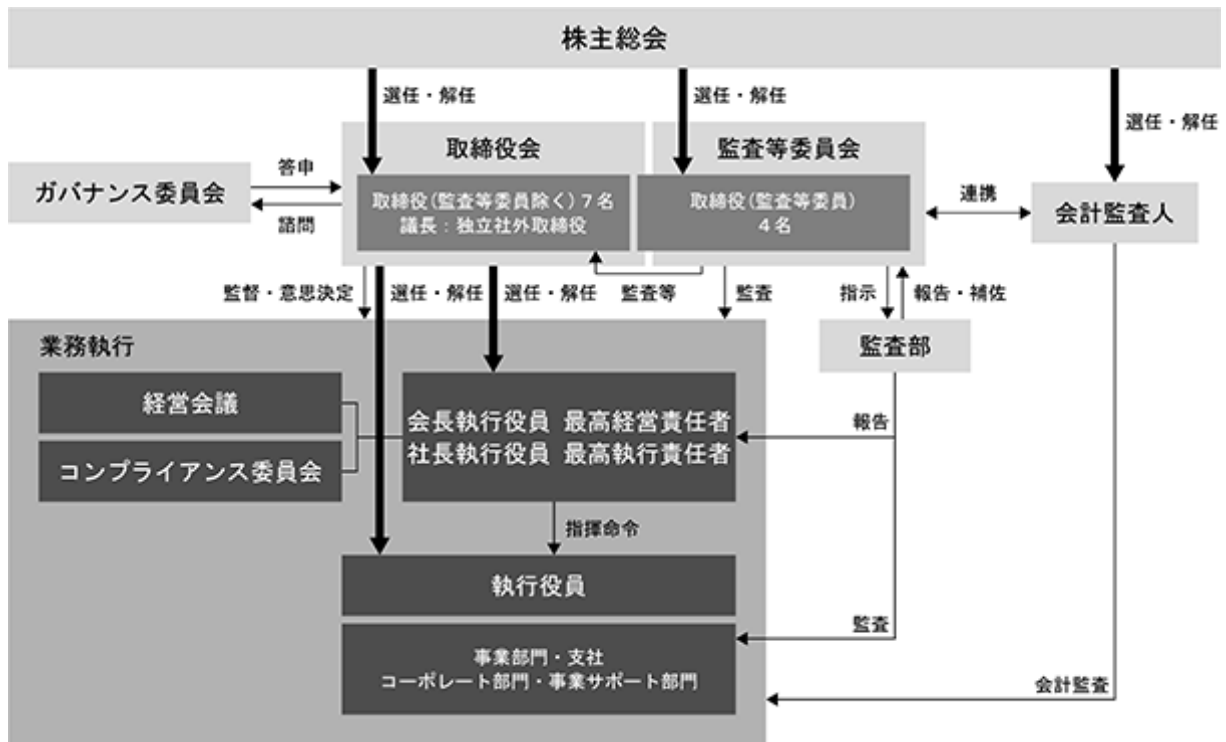 株主総会
選任・解任
選任・解任
選任・解任
取締役会
監査等委員会
ガバナンス委員会
答申
諮問
取締役(監査等委員除く)7名
議長:独立社外取締役
取締役(監査等委員)
4名
連携
会計監査人
監督・意思決定
選任・解任
選任・解任
監査等
監査
指示
報告・補佐
業務執行
監査部
経営会議
コンプライアンス委員会
会長執行役員 最高経営責任者
社長執行役員 最高執行責任者
報告
指揮命令
執行役員
監査
事業部門・支社
コーポレート部門・事業サポート部門
会計監査